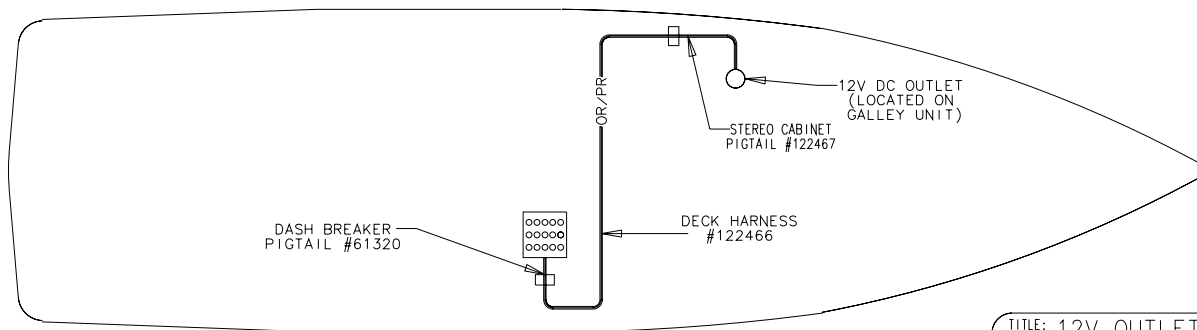 12V DC OUTLET
(LOCATED ON
GALLEY UNIT)
OR/PR
STEREO CABINET
PIGTAIL #122467
DASH BREAKER
PIGTAIL #61320
DECK HARNESS
#122466
TITLE: 12V OUTLET